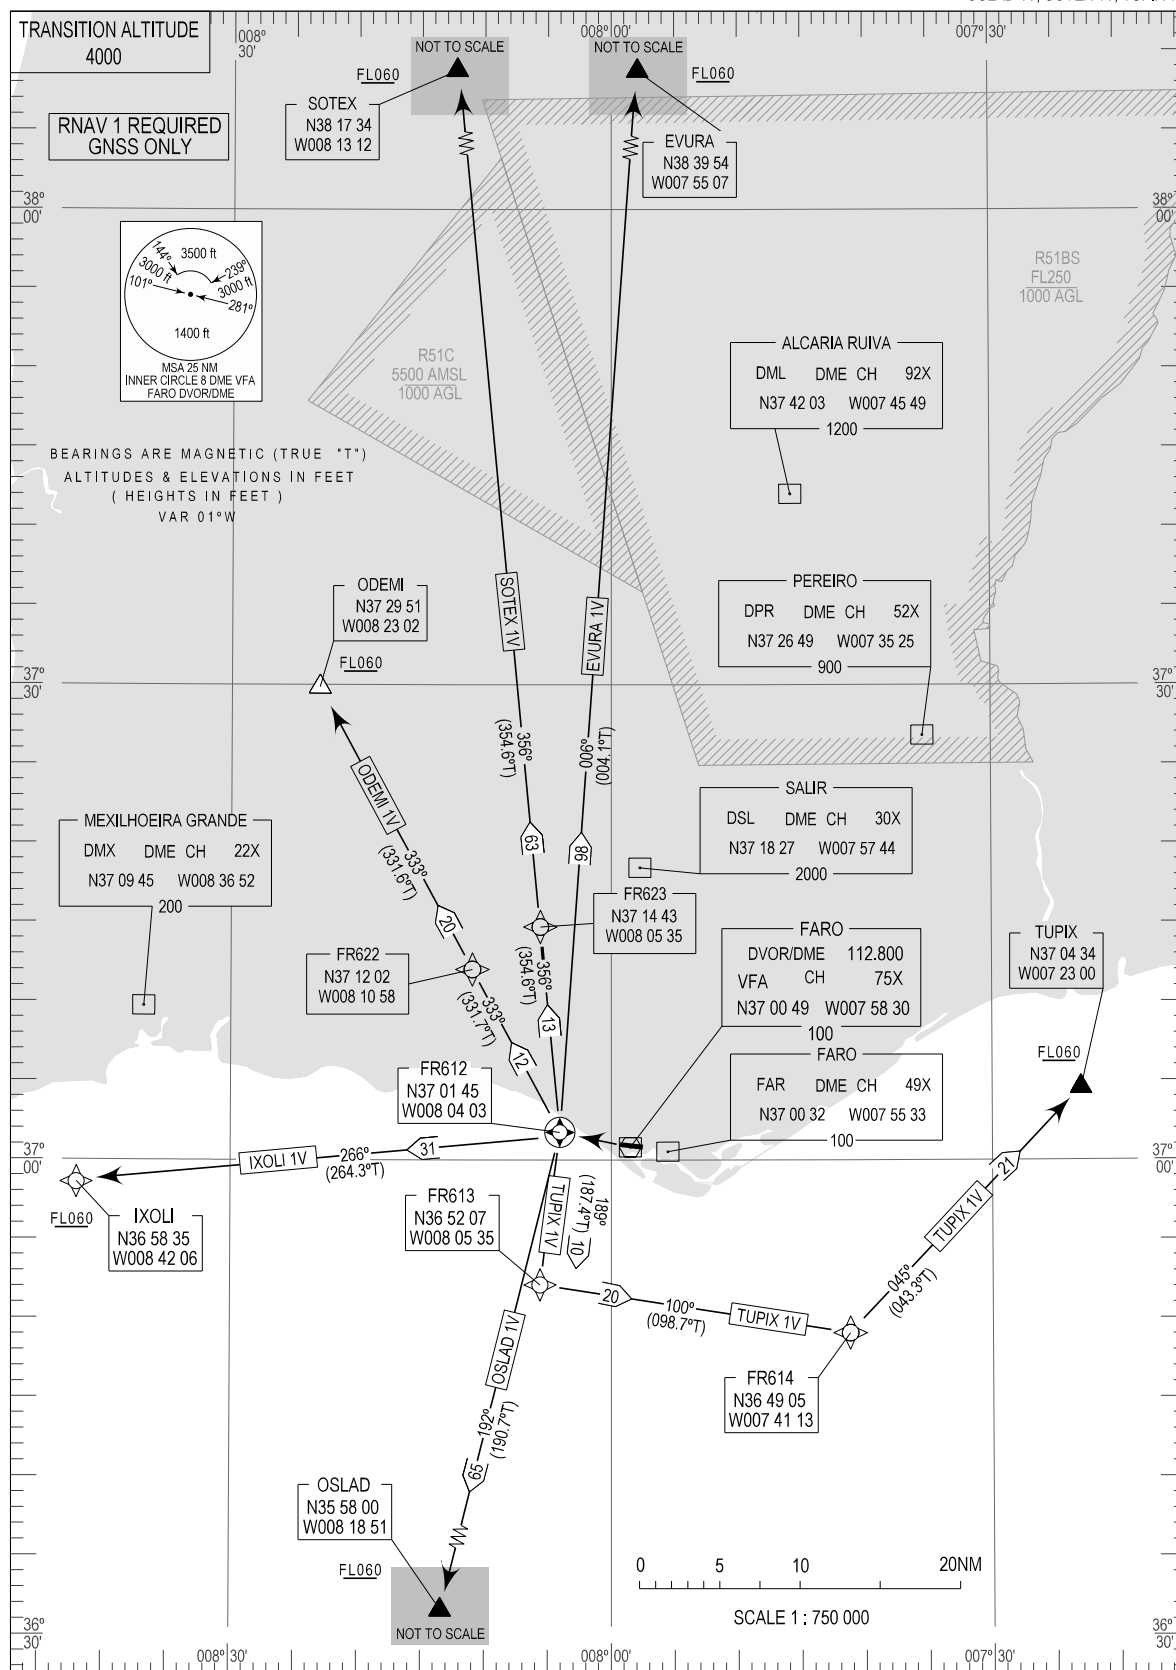 TRANSITION ALTITUDE
4000
008°
30'
008° 00'
007° 30'
NOT TO SCALE
NOT TO SCALE
FL060
FL060
SOTEX
N38 17 34
W008 13 12
RNAV 1 REQUIRED
GNSS ONLY
EVURA
N38 39 54
W007 55 07
38°
00'
38°
00'
144°
3500 ft
239°
3000 ft
3000 ft
101°
281°
1400 ft
MSA 25 NM
INNER CIRCLE 8 DME VFA
FARO DVOR/DME
R51BS
FL250
1000 AGL
R51C
5500 AMSL
1000 AGL
ALCARIA RUIVA
DML DME CH 92X
N37 42 03 W007 45 49
1200
BEARINGS ARE MAGNETIC (TRUE "T")
ALTITUDES & ELEVATIONS IN FEET
( HEIGHTS IN FEET )
VAR 01°W
ODEMI
N37 29 51
W008 23 02
FL060
SOTEX 1V
EVURA 1V
PEREIRO
DPR DME CH 52X
N37 26 49 W007 35 25
900
37°
30'
37°
30'
356°
(354.6°T)
006°
(004.1°T)
ODEMI 1V
333°
(331.6°T)
20
63
98
SALIR
DSL DME CH 30X
N37 18 27 W007 57 44
2000
MEXILHOEIRA GRANDE
DMX DME CH 22X
N37 09 45 W008 36 52
200
FR623
N37 14 43
W008 05 35
FR622
N37 12 02
W008 10 58
356°
(354.6°T)
13
333°
(331.7°T)
12
FARO
DVOR/DME 112.800
VFA CH 75X
N37 00 49 W007 58 30
100
TUPIX
N37 04 34
W007 23 00
FL060
FARO
FAR DME CH 49X
N37 00 32 W007 55 33
100
FR612
N37 01 45
W008 04 03
37°
00'
37°
00'
IXOLI 1V
266°
(264.3°T)
31
FL060
IXOLI
N36 58 35
W008 42 06
FR613
N36 52 07
W008 05 35
TUPIX 1V
189°
(187.4°T)
10
20
100°
(098.7°T)
TUPIX 1V
TUPIX 1V
21
045°
(043.3°T)
FR614
N36 49 05
W007 41 13
OSLAD 1V
192°
(190.7°T)
65
OSLAD
N35 58 00
W008 18 51
FL060
NOT TO SCALE
0 5 10 20NM
SCALE 1 : 750 000
36°
30'
36°
30'
008° 30'
008° 00'
007° 30'